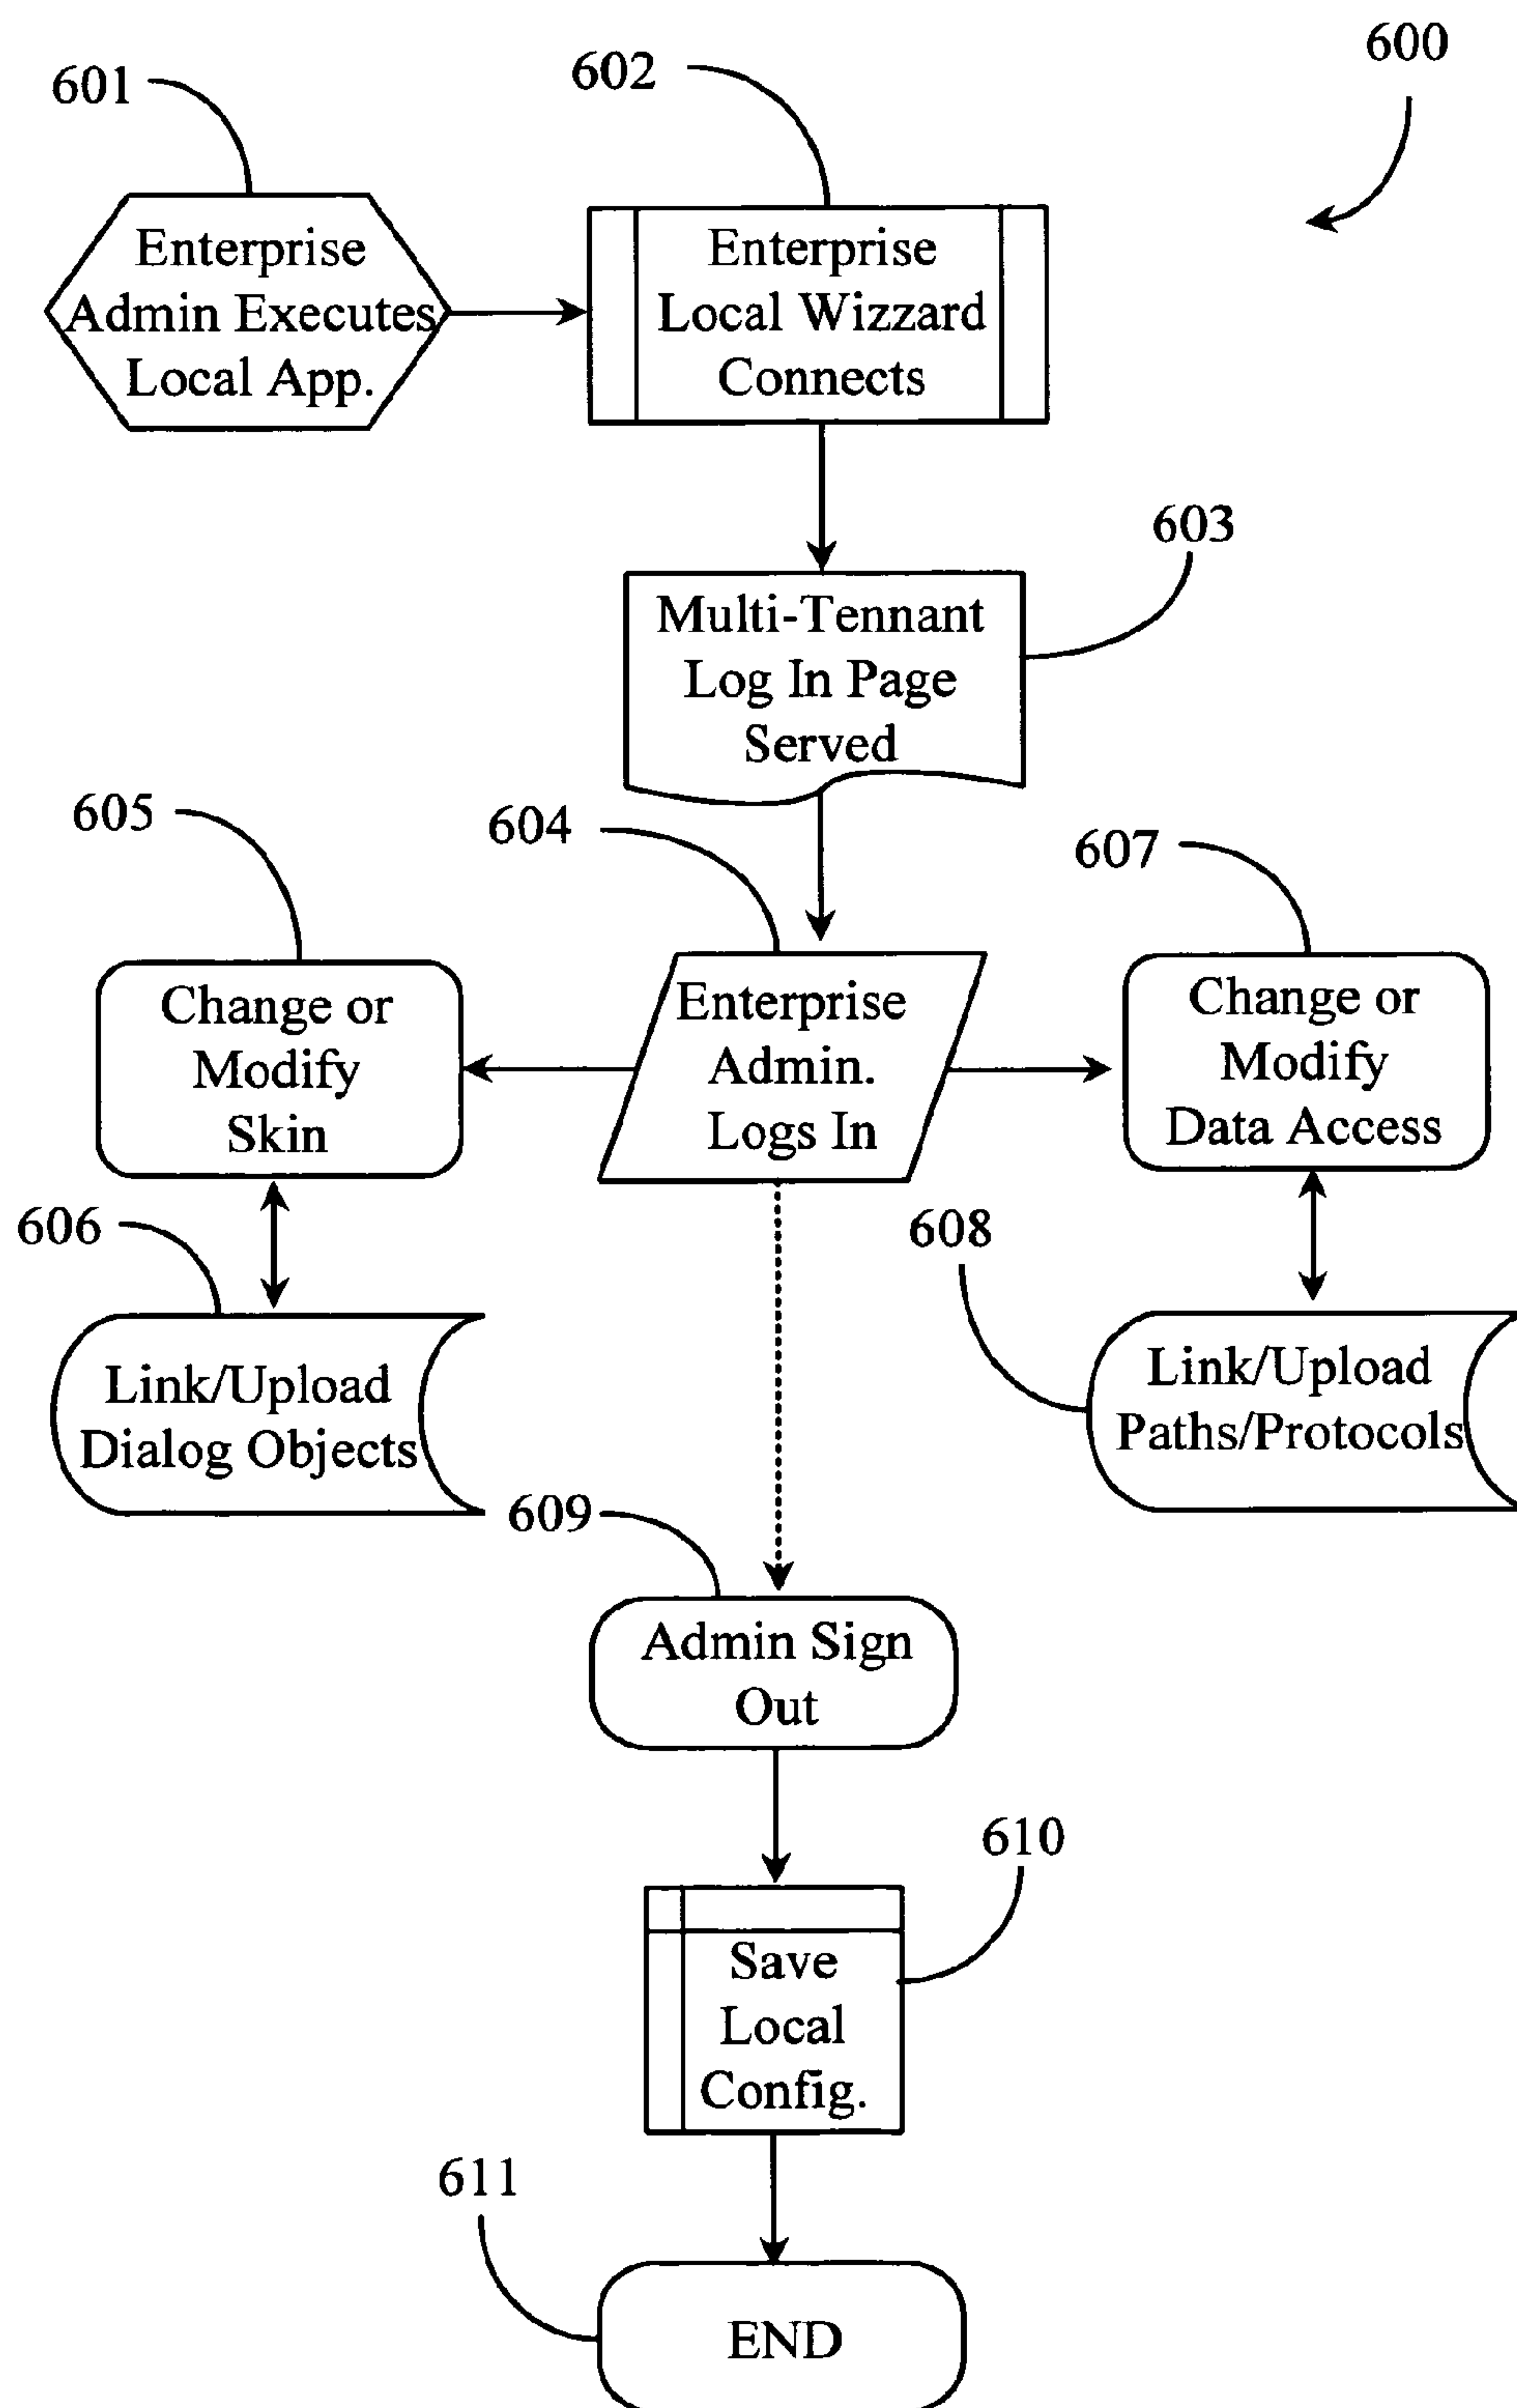 600
601
602
Enterprise
Admin Executes
Local App.
Enterprise
Local Wizzard
Connects
603
Multi-Tennant
Log In Page
Served
605
604
607
Change or
Modify
Skin
Enterprise
Admin.
Logs In
Change or
Modify
Data Access
606
608
Link/Upload
Dialog Objects
Link/Upload
Paths/Protocols
609
Admin Sign
Out
610
Save
Local
Config.
611
END